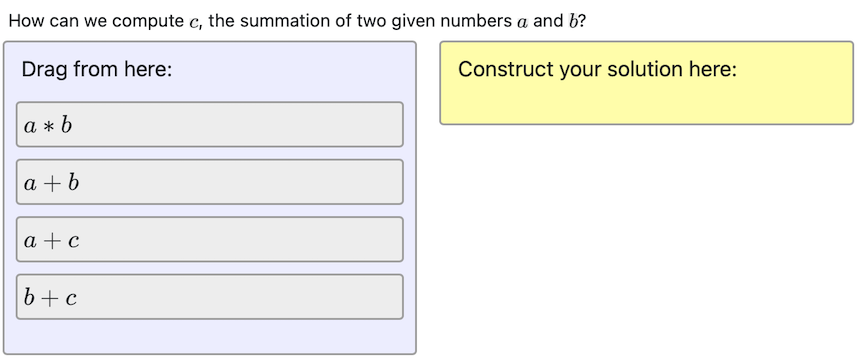 How can we compute c, the summation of two given numbers a and b?
Drag from here:
a * b
a + b
a + c
b + c
Construct your solution here: